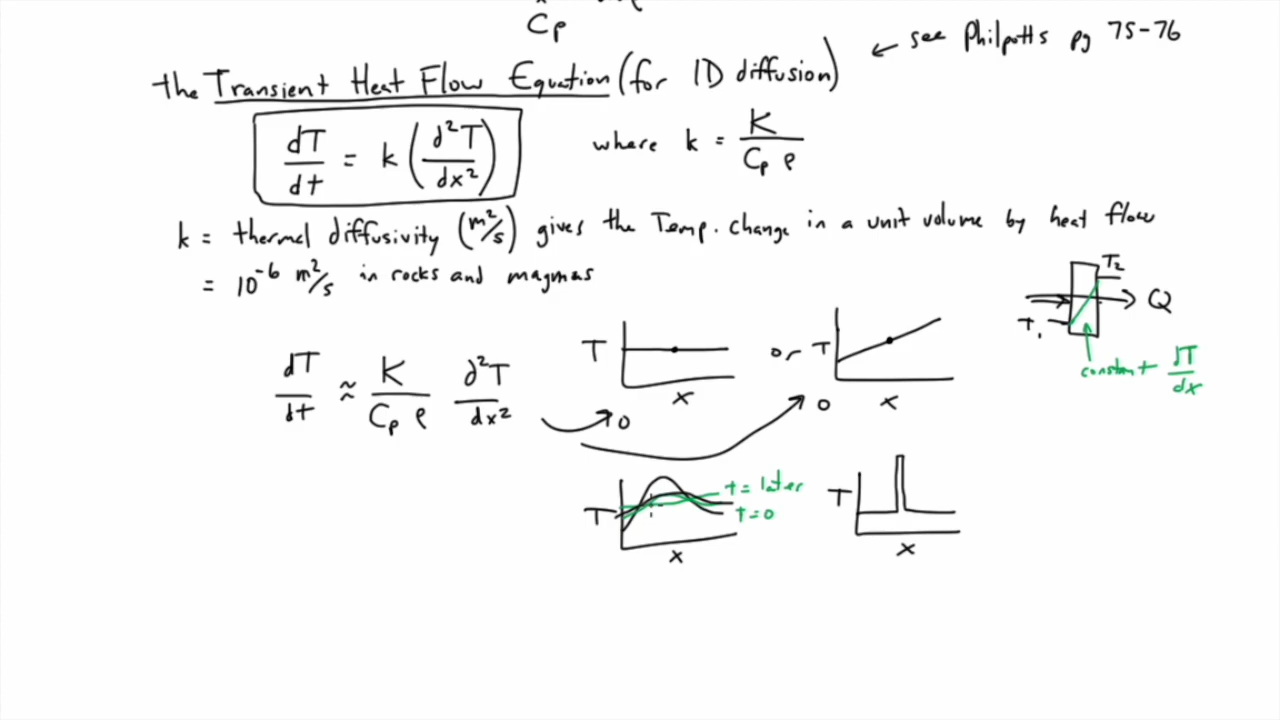 Cp
see Philpotts pg 75-76
the Transient Heat Flow Equation (for 1D diffusion)
dT/dt = k (d²T/dx²) where k = K/(Cp ρ)
k = thermal diffusivity (m²/s) gives the Temp. change in a unit volume by heat flow
= 10⁻⁶ m²/s in rocks and magmas
T₂
Q
T₁
constant dT/dx
dT/dt ≈ K/(Cp ρ) d²T/dx²
T
x
or
T
x
0
0
T
t = later
t = 0
x
T
x